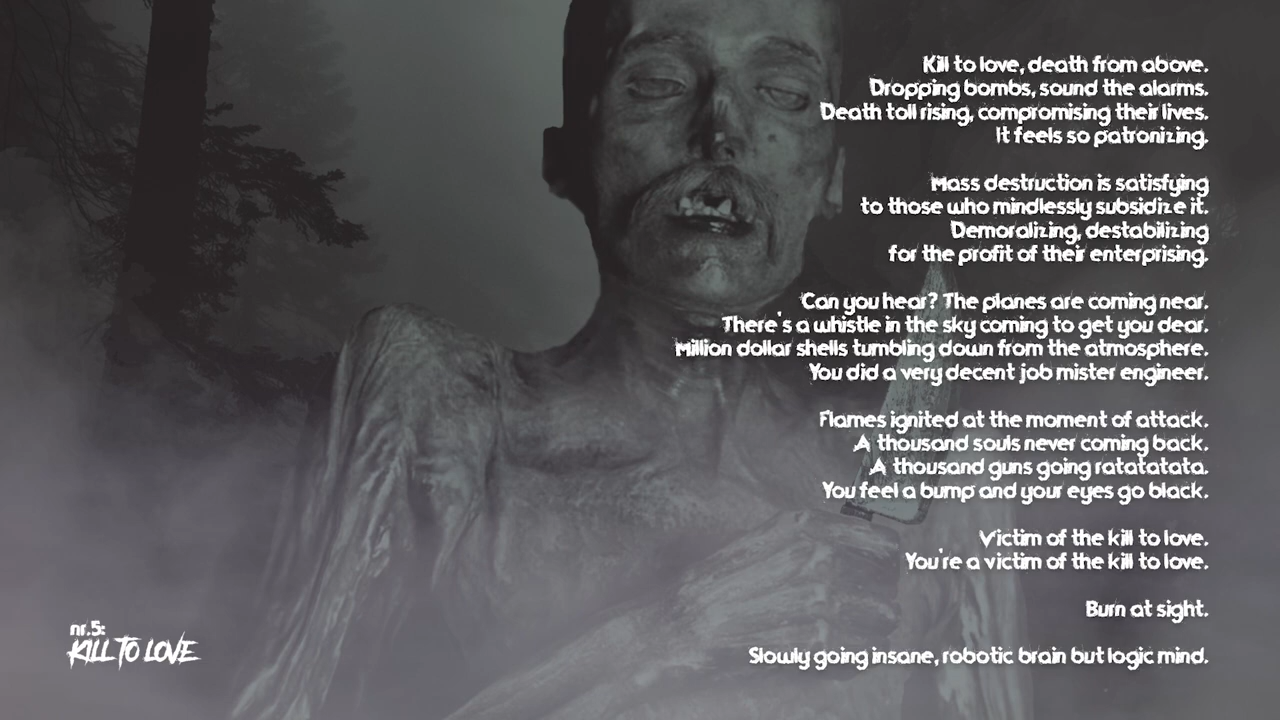 Kill to love, death from above.
Dropping bombs, sound the alarms.
Death toll rising, compromising their lives.
It feels so patronizing.
Mass destruction is satisfying
to those who mindlessly subsidize it.
Demoralizing, destabilizing
for the profit of their enterprising.
Can you hear? The planes are coming near.
There's a whistle in the sky coming to get you dear.
Million dollar shells tumbling down from the atmosphere.
You did a very decent job mister engineer.
Flames ignited at the moment of attack.
A thousand souls never coming back.
A thousand guns going ratatatata.
You feel a bump and your eyes go black.
Victim of the kill to love.
You're a victim of the kill to love.
Burn at sight.
Slowly going insane, robotic brain but logic mind.
nr.5:
KILL TO LOVE